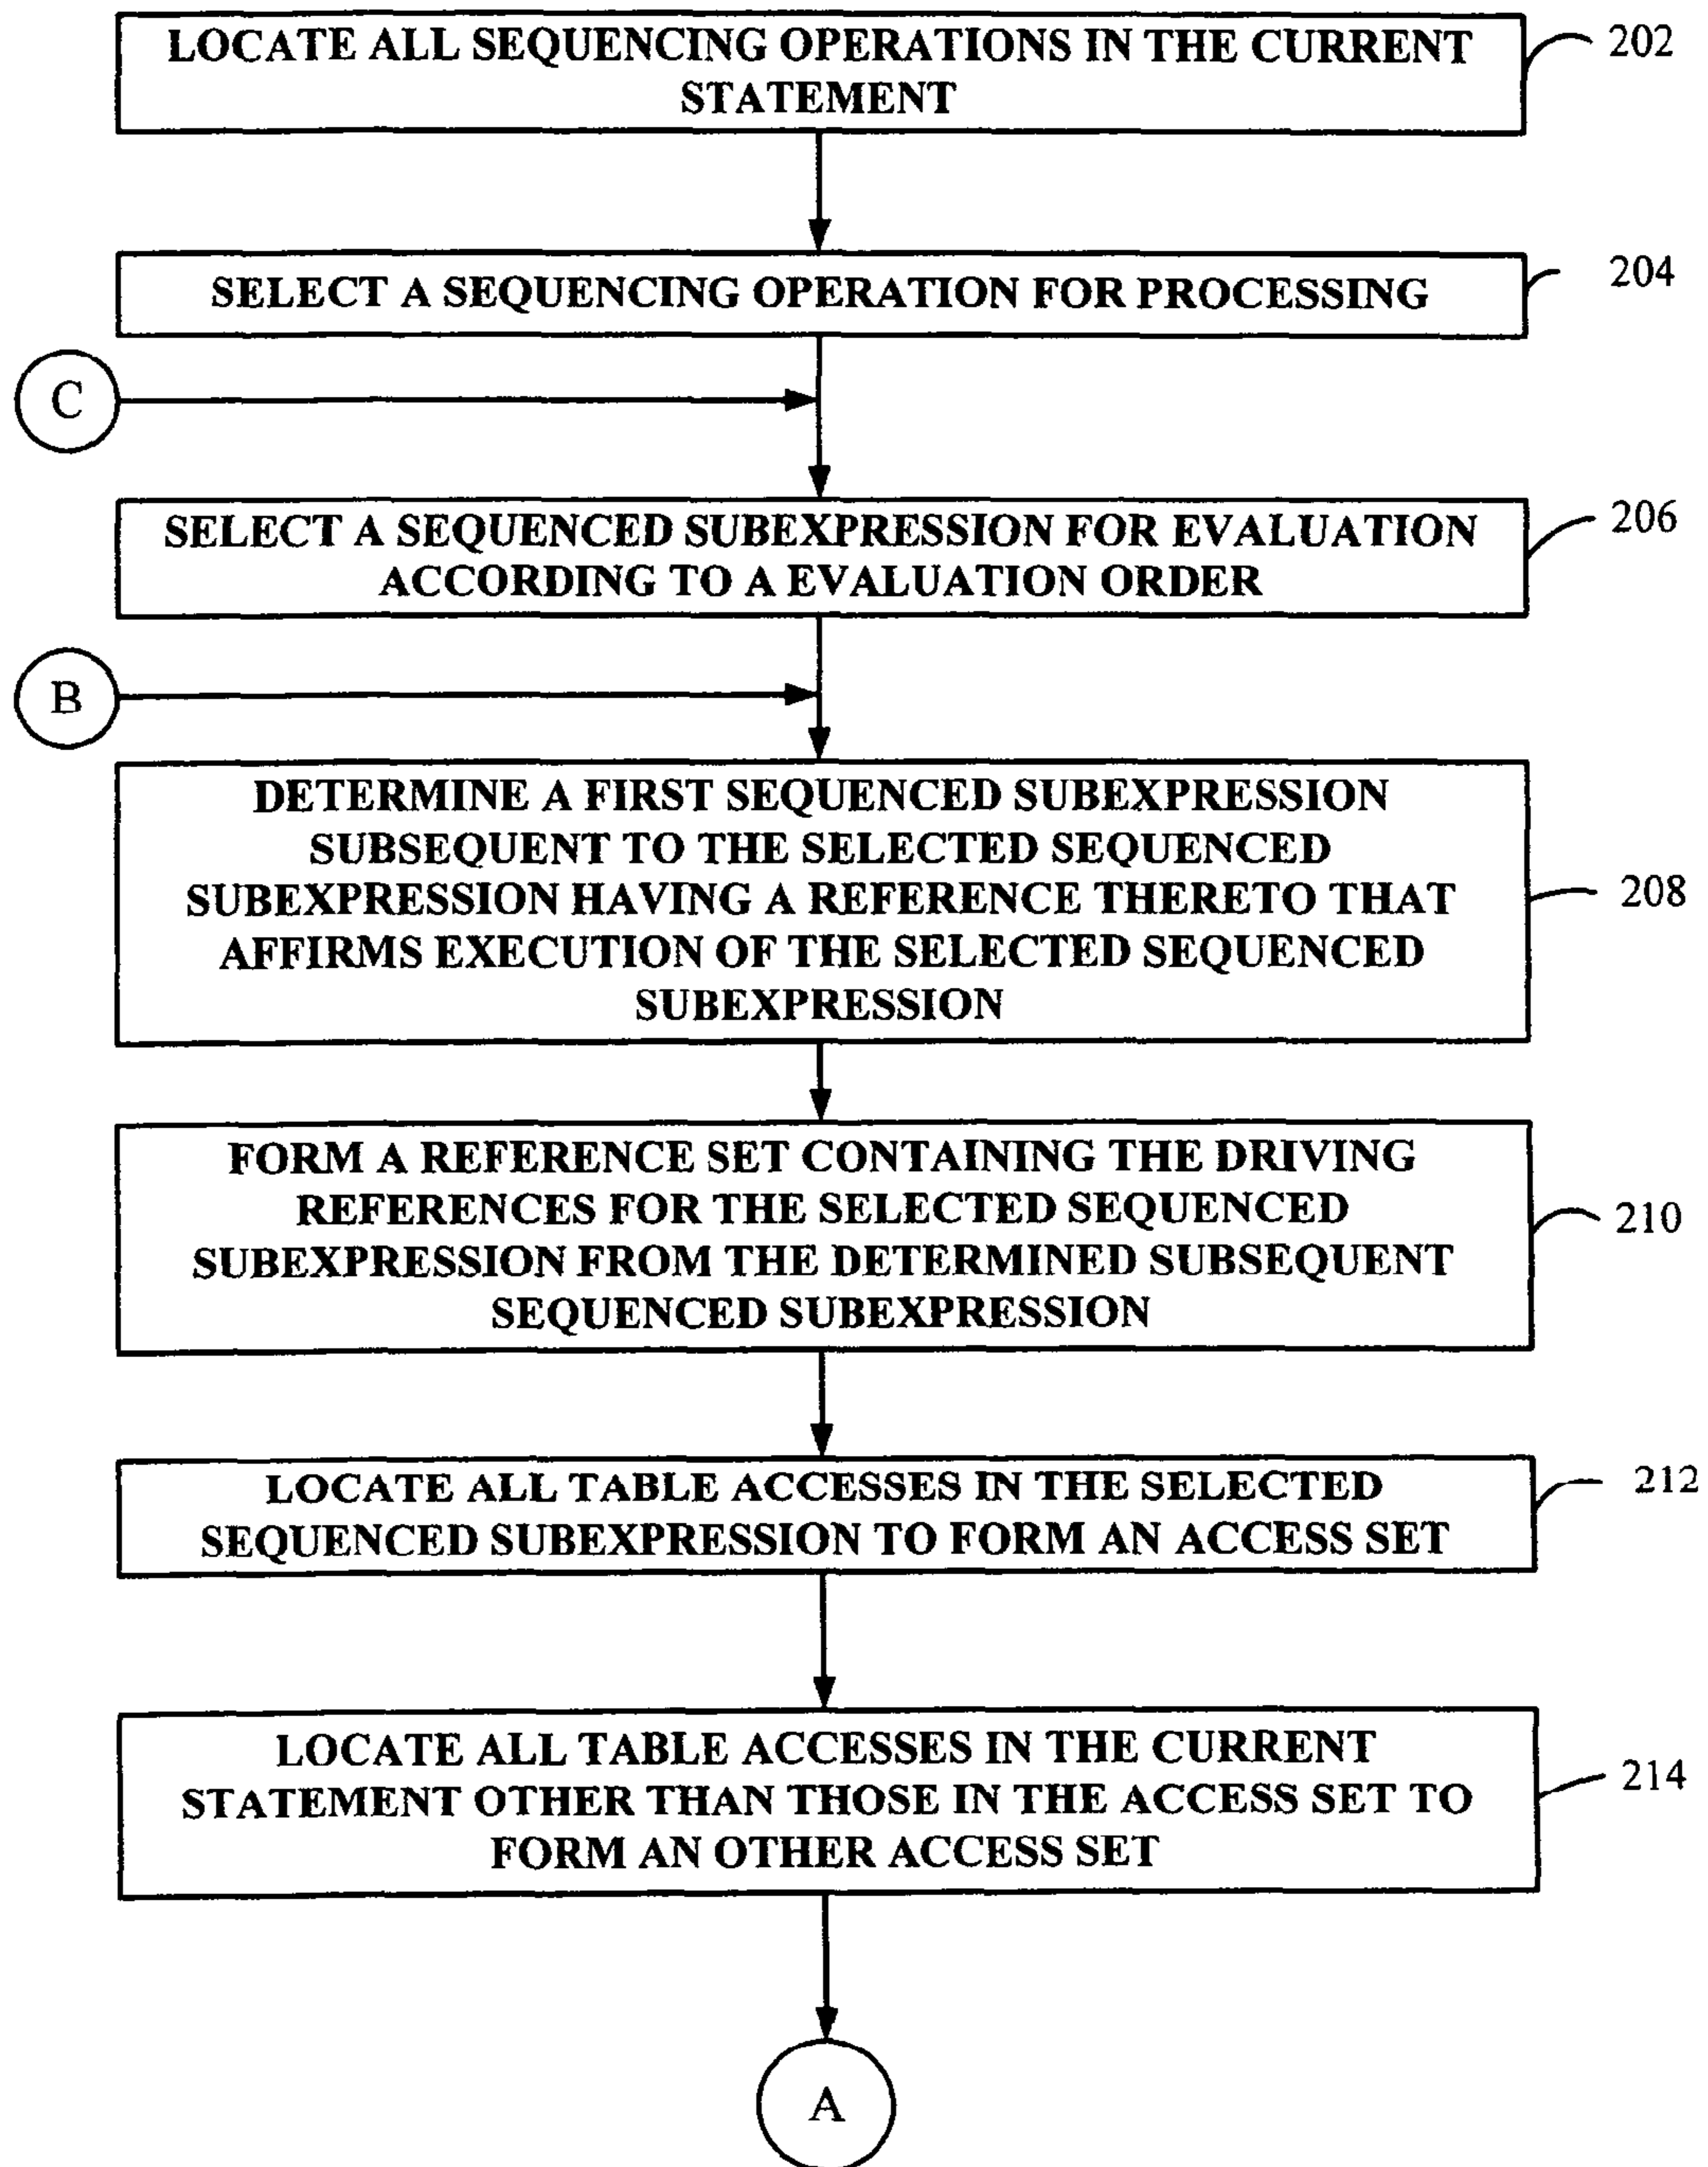 LOCATE ALL SEQUENCING OPERATIONS IN THE CURRENT
STATEMENT
202
SELECT A SEQUENCING OPERATION FOR PROCESSING
204
C
SELECT A SEQUENCED SUBEXPRESSION FOR EVALUATION
ACCORDING TO A EVALUATION ORDER
206
B
DETERMINE A FIRST SEQUENCED SUBEXPRESSION
SUBSEQUENT TO THE SELECTED SEQUENCED
SUBEXPRESSION HAVING A REFERENCE THERETO THAT
AFFIRMS EXECUTION OF THE SELECTED SEQUENCED
SUBEXPRESSION
208
FORM A REFERENCE SET CONTAINING THE DRIVING
REFERENCES FOR THE SELECTED SEQUENCED
SUBEXPRESSION FROM THE DETERMINED SUBSEQUENT
SEQUENCED SUBEXPRESSION
210
LOCATE ALL TABLE ACCESSES IN THE SELECTED
SEQUENCED SUBEXPRESSION TO FORM AN ACCESS SET
212
LOCATE ALL TABLE ACCESSES IN THE CURRENT
STATEMENT OTHER THAN THOSE IN THE ACCESS SET TO
FORM AN OTHER ACCESS SET
214
A